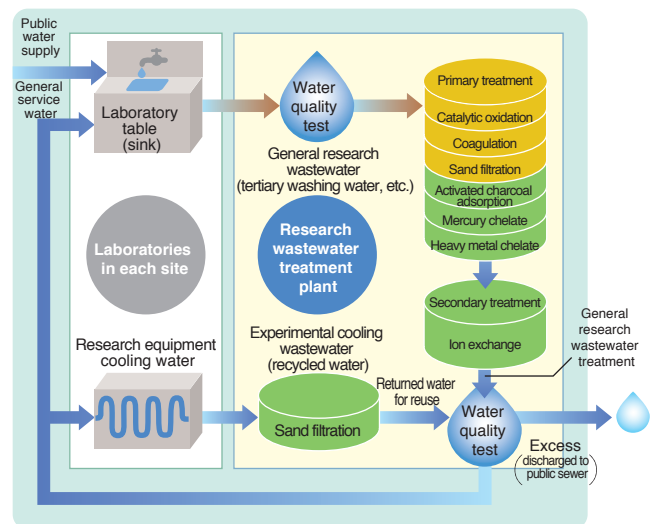 Public
water
supply
General
service
water
Laboratory
table
(sink)
Water
quality
test
General research
wastewater
(tertiary washing water, etc.)
Primary treatment
Catalytic oxidation
Coagulation
Sand filtration
Activated charcoal
adsorption
Mercury chelate
Heavy metal chelate
Laboratories
in each site
Research
wastewater
treatment
plant
Secondary treatment
Ion exchange
General
research
wastewater
treatment
Research equipment
cooling water
Experimental cooling
wastewater
(recycled water)
Sand filtration
Returned water
for reuse
Water
quality
test
Excess
(discharged to
public sewer)